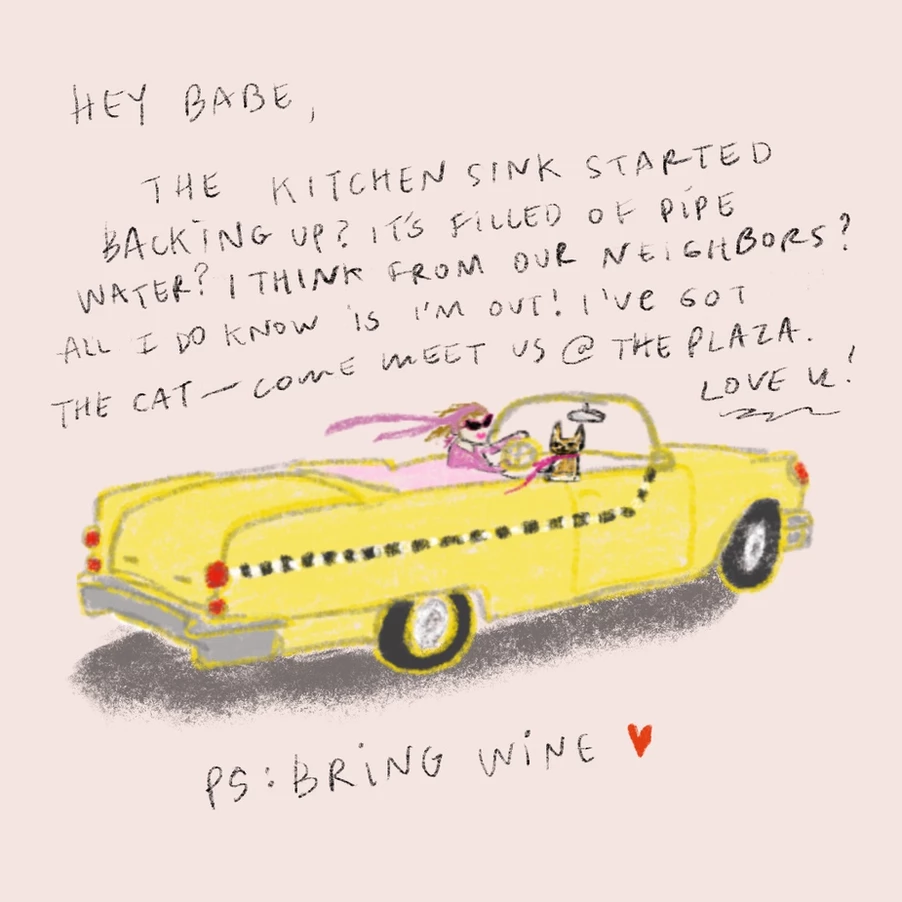 HEY BABE,
THE KITCHEN SINK STARTED
BACKING UP? IT'S FILLED OF PIPE
WATER? I THINK FROM OUR NEIGHBORS?
ALL I DO KNOW IS I'M OUT! I'VE GOT
THE CAT — COME MEET US @ THE PLAZA.
LOVE U!
PS: BRING WINE